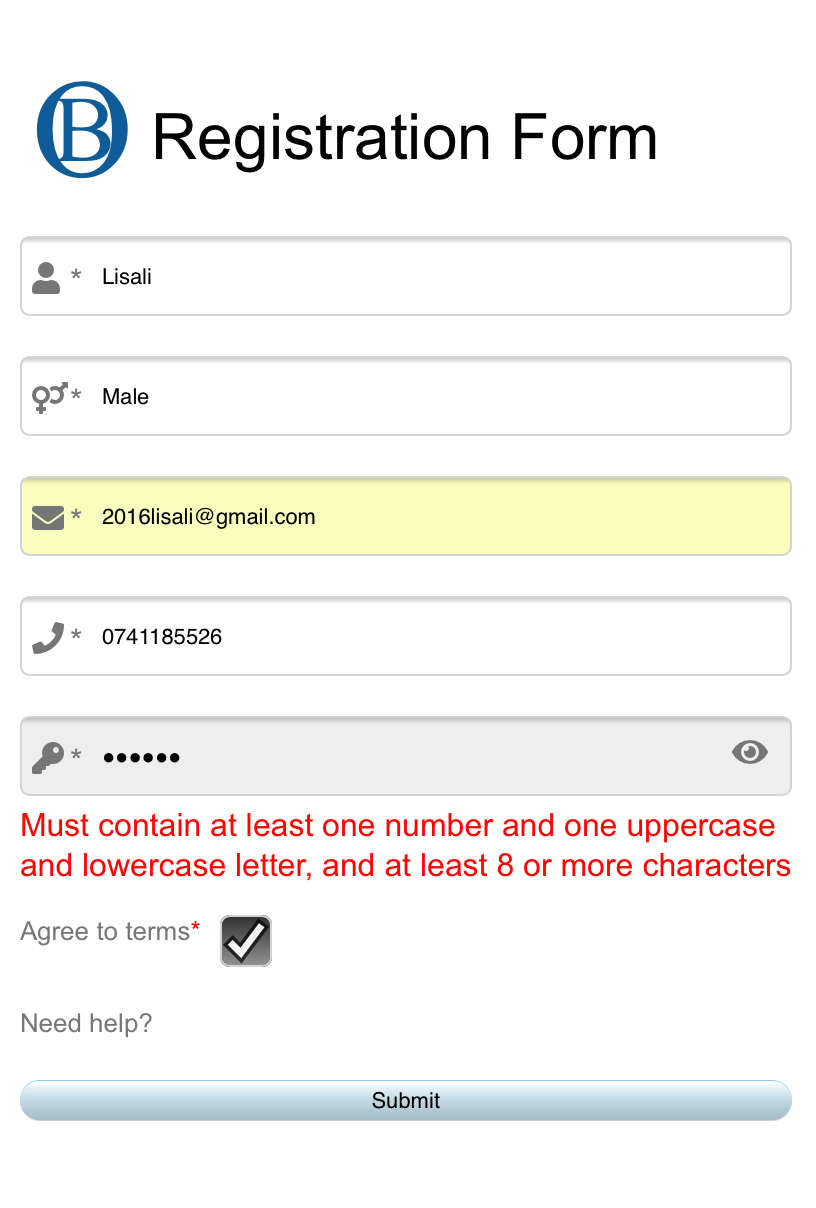 OB Registration Form
* Lisali
* Male
* 2016lisali@gmail.com
* 0741185526
* ••••••
Must contain at least one number and one uppercase
and lowercase letter, and at least 8 or more characters
Agree to terms*
Need help?
Submit